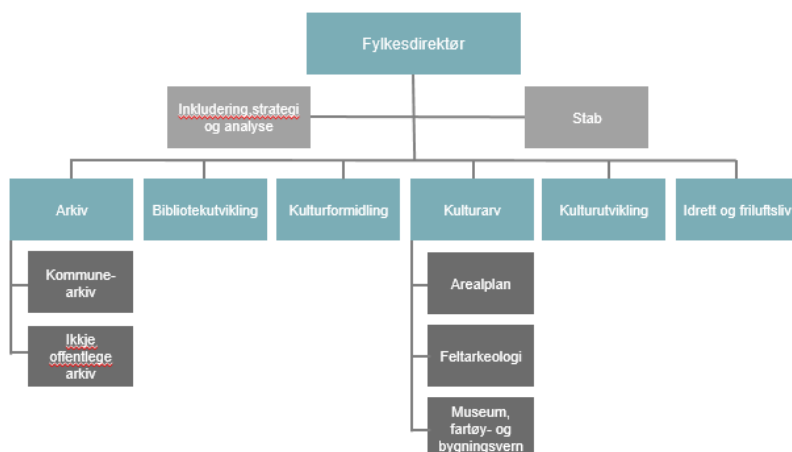 Fylkesdirektør
Inkludering,strategi
og analyse
Stab
Arkiv
Bibliotekutvikling
Kulturformidling
Kulturarv
Kulturutvikling
Idrett og friluftsliv
Kommune-
arkiv
Ikkje
offentlege
arkiv
Arealplan
Feltarkeologi
Museum,
fartøy- og
bygningsvern